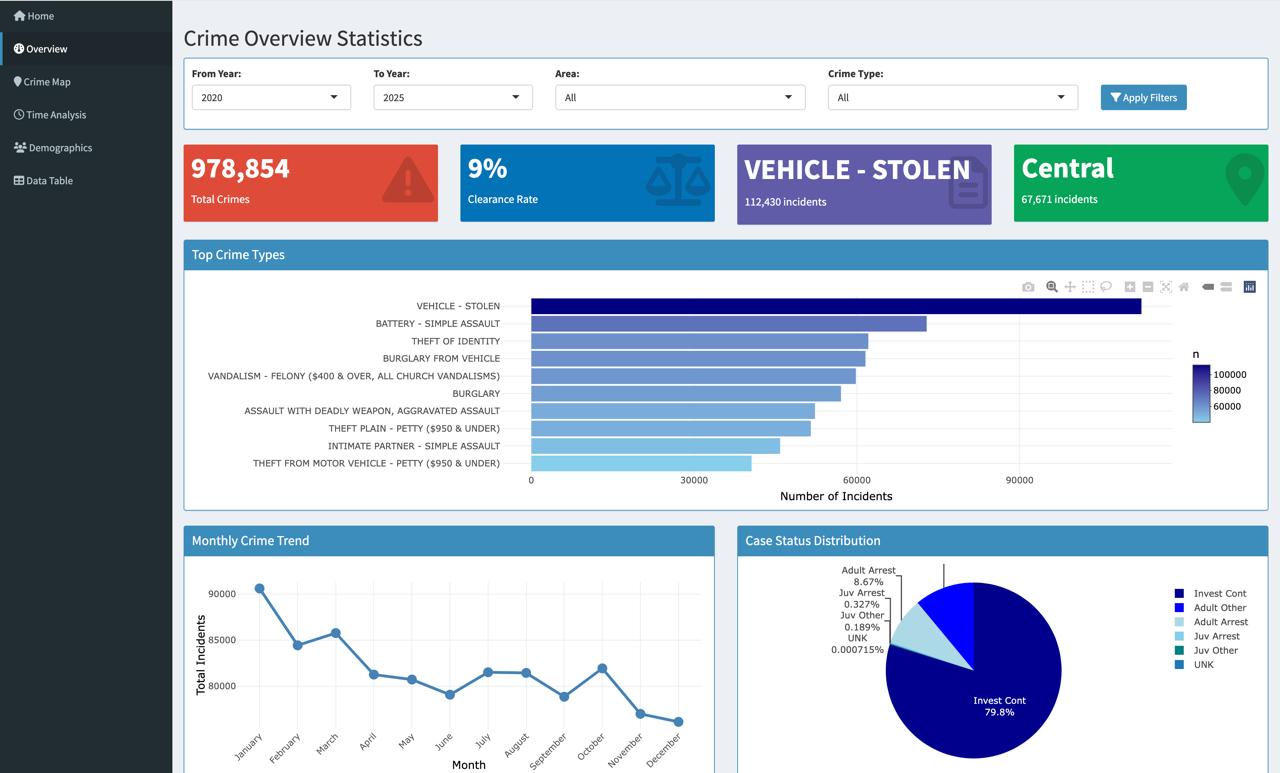 Home
Overview
Crime Map
Time Analysis
Demographics
Data Table
Crime Overview Statistics
From Year:
To Year:
Area:
Crime Type:
2020
2025
All
All
Apply Filters
978,854
Total Crimes
9%
Clearance Rate
VEHICLE - STOLEN
112,430 incidents
Central
67,671 incidents
Top Crime Types
VEHICLE - STOLEN
BATTERY - SIMPLE ASSAULT
THEFT OF IDENTITY
BURGLARY FROM VEHICLE
VANDALISM - FELONY ($400 & OVER, ALL CHURCH VANDALISMS)
BURGLARY
ASSAULT WITH DEADLY WEAPON, AGGRAVATED ASSAULT
THEFT PLAIN - PETTY ($950 & UNDER)
INTIMATE PARTNER - SIMPLE ASSAULT
THEFT FROM MOTOR VEHICLE - PETTY ($950 & UNDER)
0
30000
60000
90000
Number of Incidents
n
100000
80000
60000
Monthly Crime Trend
90000
85000
80000
Total Incidents
January
February
March
April
May
June
July
August
September
October
November
December
Month
Case Status Distribution
Adult Arrest
8.67%
Juv Arrest
0.327%
Juv Other
0.189%
UNK
0.000715%
Invest Cont
79.8%
Invest Cont
Adult Other
Adult Arrest
Juv Arrest
Juv Other
UNK